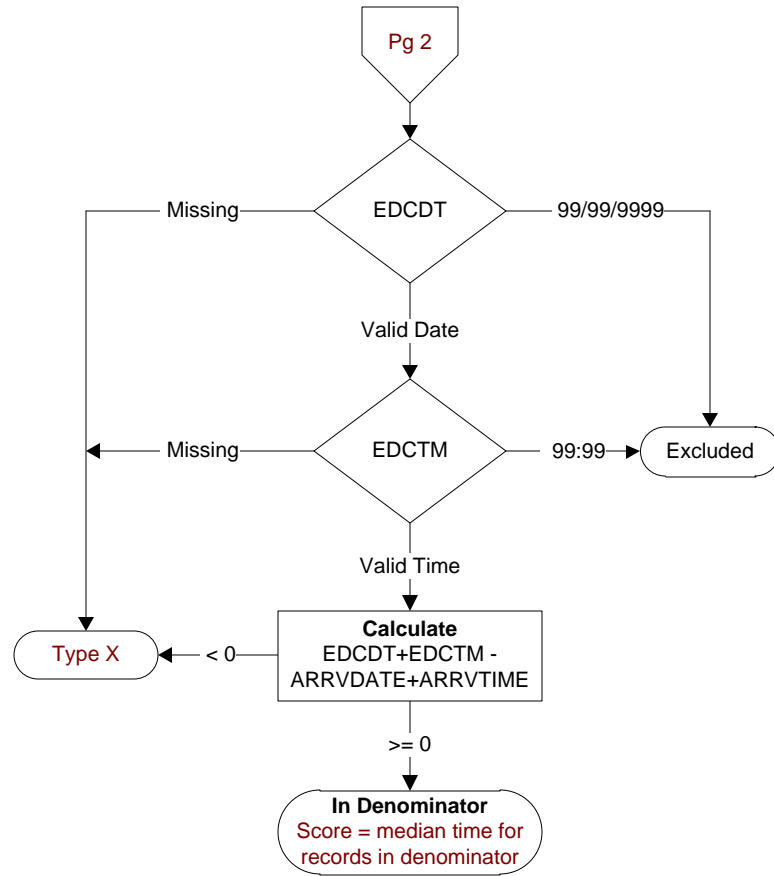 Pg 2
Missing
EDCDT
99/99/9999
Valid Date
Missing
EDCTM
99:99
Excluded
Valid Time
Type X
< 0
Calculate
EDCDT+EDCTM -
ARRVDATE+ARRVTIME
>= 0
In Denominator
Score = median time for
records in denominator